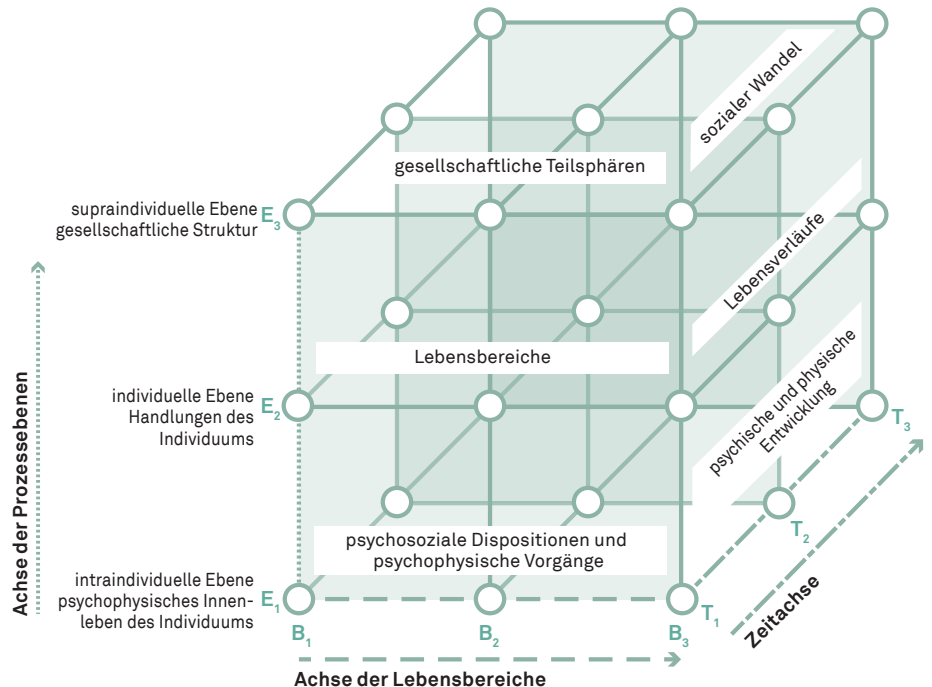 sozialer Wandel
gesellschaftliche Teilsphären
supraindividuelle Ebene
gesellschaftliche Struktur
E3
Lebensverläufe
Lebensbereiche
individuelle Ebene
Handlungen des
Individuums
E2
psychische und physische
Entwicklung
T3
T2
psychosoziale Dispositionen und
psychophysische Vorgänge
intraindividuelle Ebene
psychophysisches Innen-
leben des Individuums
E1
T1
B1
B2
B3
Achse der Prozessebenen
Zeitachse
Achse der Lebensbereiche